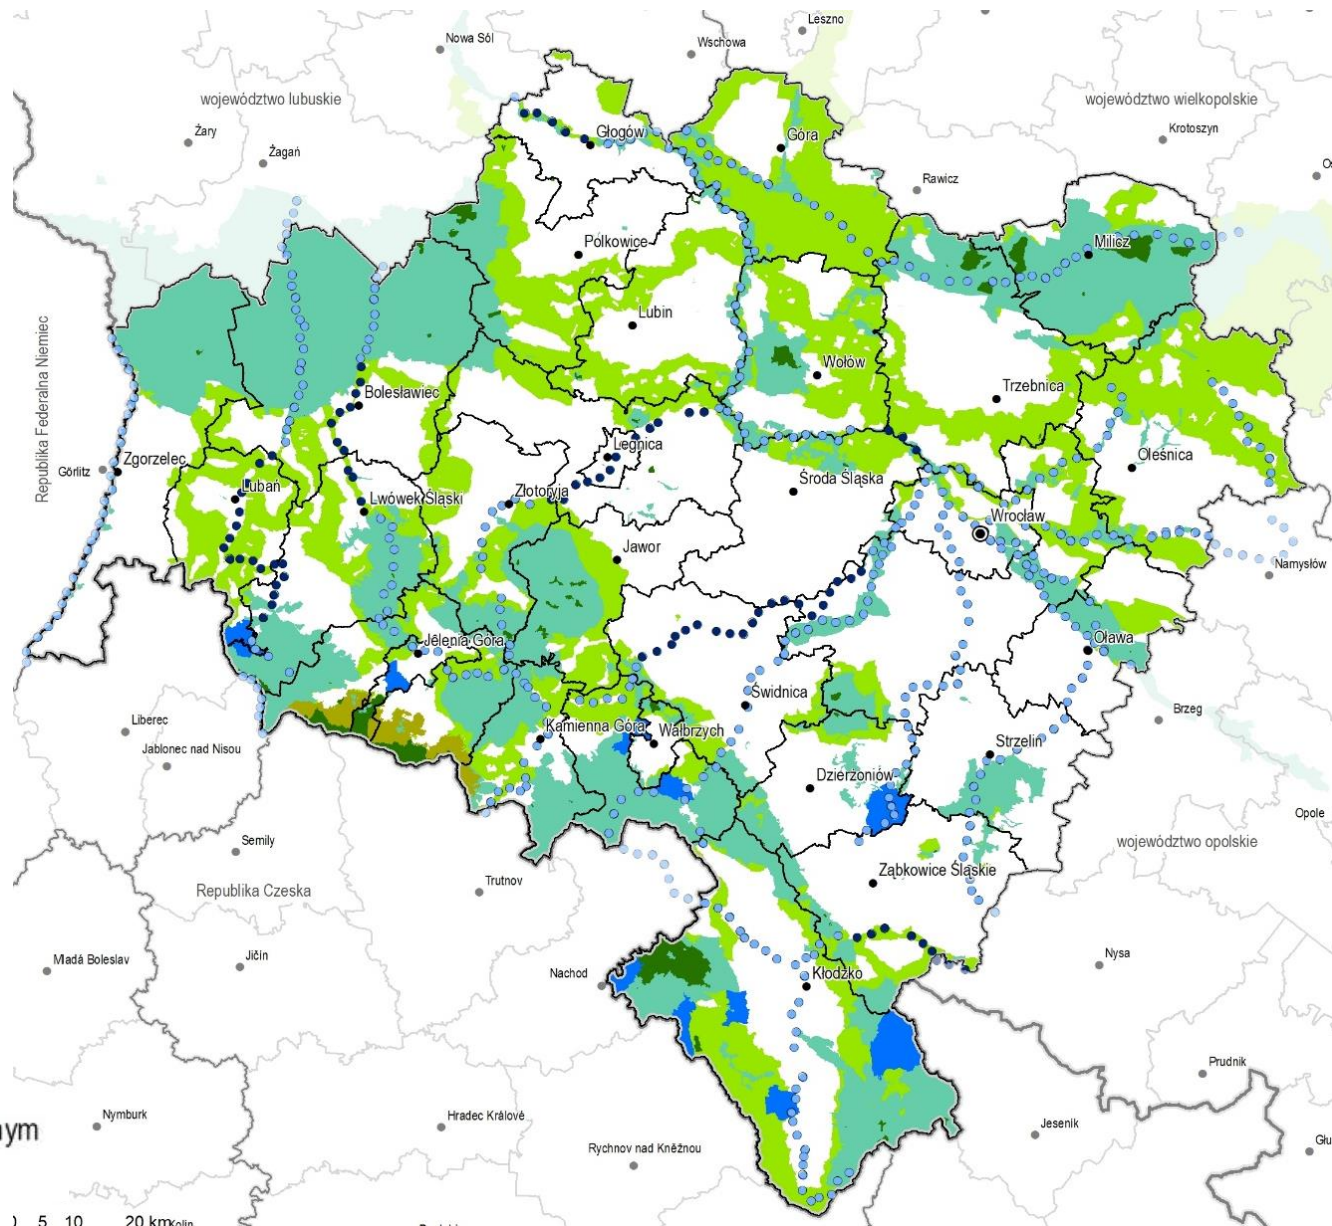 Leszno
Nowa Sól
Wschowa
województwo lubuskie
województwo wielkopolskie
Żary
Głogów
Góra
Krotoszyn
Żagań
Rawicz
Polkowice
Milicz
Lubin
Republika Federalna Niemiec
Wołów
Bolesławiec
Trzebnica
Legnica
Görlitz
Zgorzelec
Oleśnica
Lubań
Środa Śląska
Lwówek Śląski
Złotoryja
Wrocław
Jawor
Namysłów
Jelenia Góra
Oława
Świdnica
Liberec
Kamienna Góra
Wałbrzych
Brzeg
Jablonec nad Nisou
Strzelin
Dzierżoniów
Opole
Semily
województwo opolskie
Ząbkowice Śląskie
Republika Czeska
Trutnov
Mladá Boleslav
Jičín
Nachod
Kłodzko
Nysa
Prudnik
Nymburk
Hradec Králové
Jesenik
ym
Rychnov nad Kněžnou
5 10 20 km
Kolin